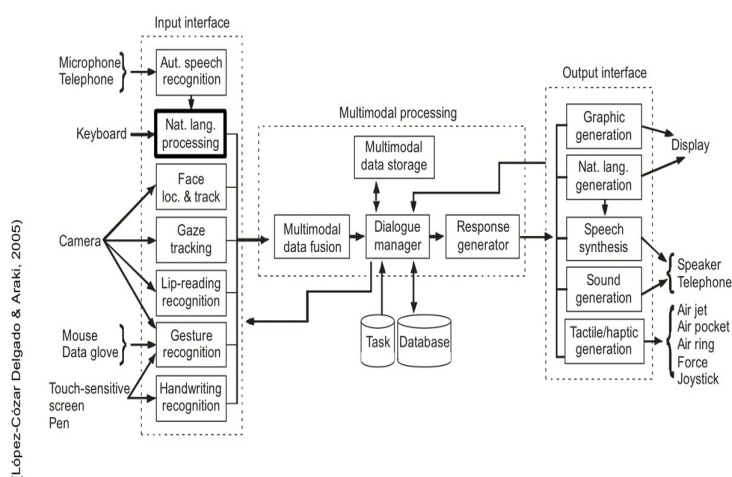 Input interface
Microphone
Telephone
Aut. speech
recognition
Keyboard
Nat. lang.
processing
Face
loc. & track
Camera
Gaze
tracking
Lip-reading
recognition
Mouse
Data glove
Gesture
recognition
Touch-sensitive
screen
Pen
Handwriting
recognition
Multimodal processing
Multimodal
data storage
Multimodal
data fusion
Dialogue
manager
Response
generator
Task
Database
Output interface
Graphic
generation
Display
Nat. lang.
generation
Speech
synthesis
Speaker
Telephone
Sound
generation
Tactile/haptic
generation
Air jet
Air pocket
Air ring
Force
Joystick
(López-Cózar Delgado & Araki, 2005)